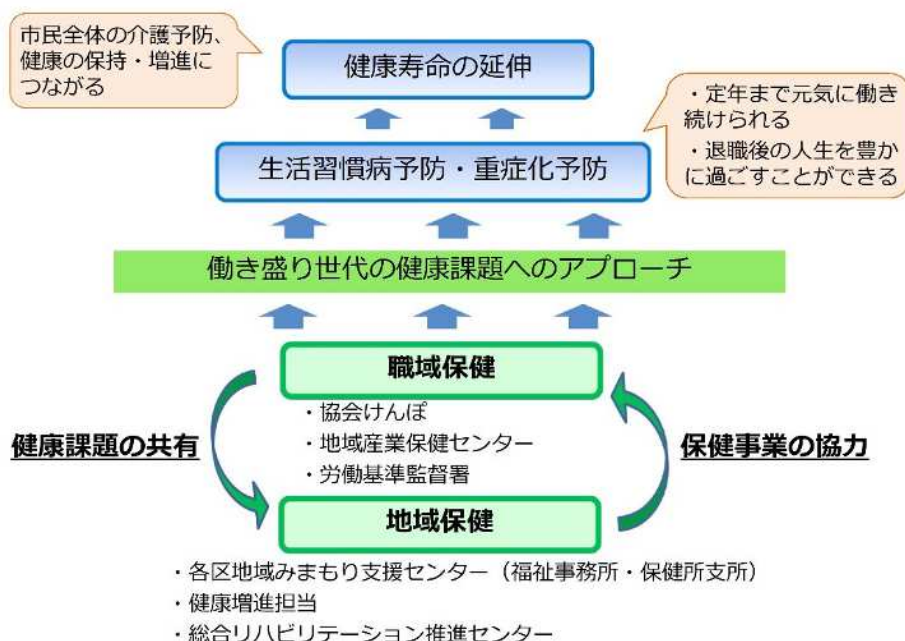 市民全体の介護予防、
健康の保持・増進に
つながる
健康寿命の延伸
・定年まで元気に働き
続けられる
・退職後の人生を豊か
に過ごすことができる
生活習慣病予防・重症化予防
働き盛り世代の健康課題へのアプローチ
職域保健
・協会けんぽ
・地域産業保健センター
・労働基準監督署
健康課題の共有
保健事業の協力
地域保健
・各区地域みまもり支援センター（福祉事務所・保健所支所）
・健康増進担当
・総合リハビリテーション推進センター